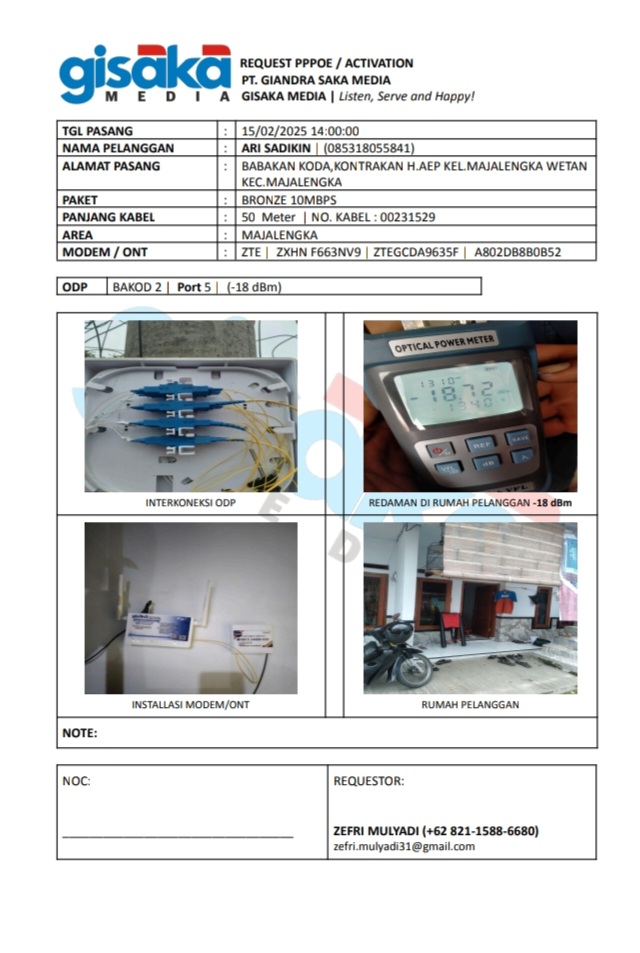 gisaka
MEDIA
REQUEST PPPOE / ACTIVATION
PT. GIANDRA SAKA MEDIA
GISAKA MEDIA | Listen, Serve and Happy!
TGL PASANG : 15/02/2025 14:00:00
NAMA PELANGGAN : ARI SADIKIN | (085318055841)
ALAMAT PASANG : BABAKAN KODA,KONTRAKAN H.AEP KEL.MAJALENGKA WETAN
KEC.MAJALENGKA
PAKET : BRONZE 10MBPS
PANJANG KABEL : 50 Meter | NO. KABEL : 00231529
AREA : MAJALENGKA
MODEM / ONT : ZTE | ZXHN F663NV9 | ZTEGCDA9635F | A802DB8B0B52
ODP BAKOD 2 | Port 5 | (-18 dBm)
OPTICAL POWER METER
1310
-18.72
REF
SAVE
dB
λ
INTERKONEKSI ODP
REDAMAN DI RUMAH PELANGGAN -18 dBm
gisaka
INSTALLASI MODEM/ONT
RUMAH PELANGGAN
NOTE:
NOC:
REQUESTOR:
ZEFRI MULYADI (+62 821-1588-6680)
zefri.mulyadi31@gmail.com